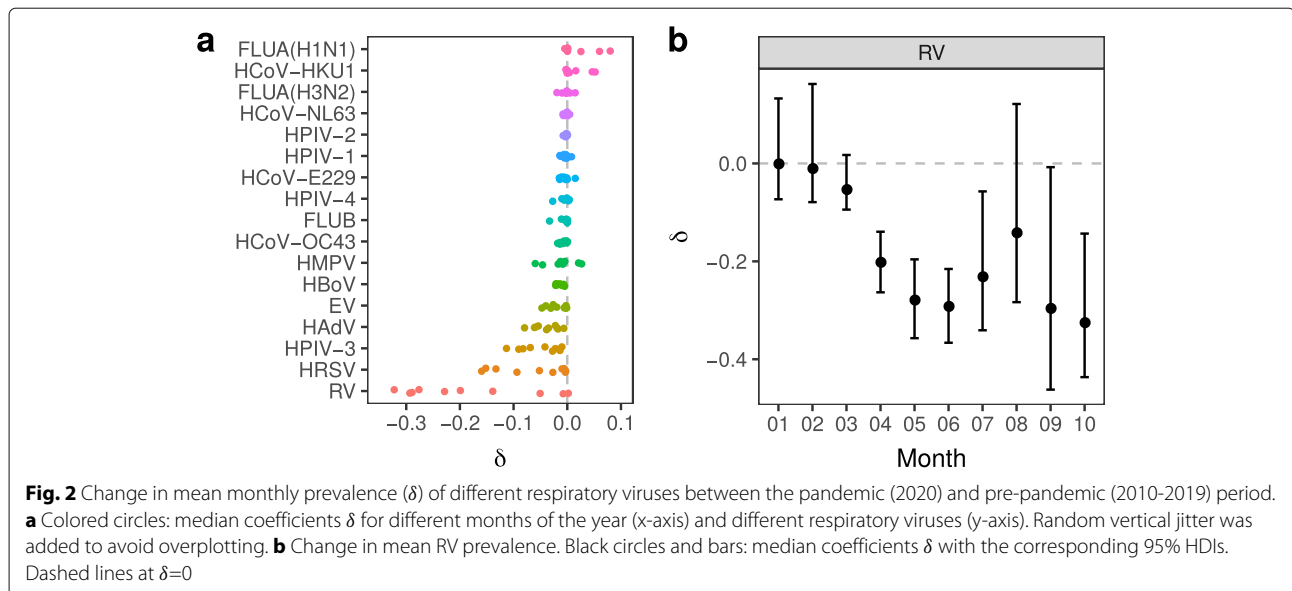 a
FLUA(H1N1)
HCoV−HKU1
FLUA(H3N2)
HCoV−NL63
HPIV−2
HPIV−1
HCoV−E229
HPIV−4
FLUB
HCoV−OC43
HMPV
HBoV
EV
HAdV
HPIV−3
HRSV
RV
−0.3 −0.2 −0.1 0.0 0.1
δ
b
RV
0.0
−0.2
−0.4
δ
01 02 03 04 05 06 07 08 09 10
Month
Fig. 2 Change in mean monthly prevalence (δ) of different respiratory viruses between the pandemic (2020) and pre-pandemic (2010-2019) period.
a Colored circles: median coefficients δ for different months of the year (x-axis) and different respiratory viruses (y-axis). Random vertical jitter was
added to avoid overplotting. b Change in mean RV prevalence. Black circles and bars: median coefficients δ with the corresponding 95% HDIs.
Dashed lines at δ=0